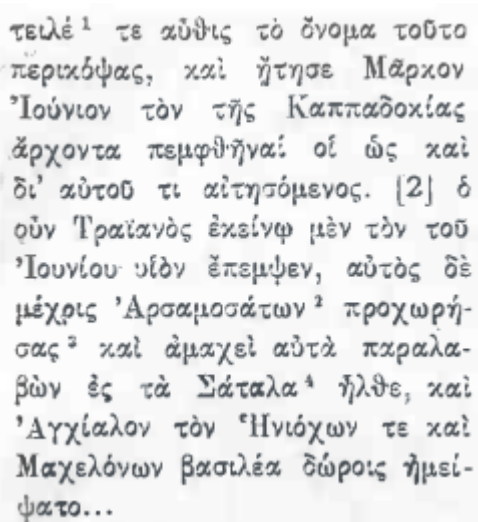 τειλέ¹ τε αὖθις τὸ ὄνομα τοῦτο
περικόψας, καὶ ᾔτησε Μᾶρκον
Ἰούνιον τὸν τῆς Καππαδοκίας
ἄρχοντα πεμφθῆναί οἱ ὡς καὶ
δι' αὐτοῦ τι αἰτησόμενος. [2] ὁ
οὖν Τραϊανὸς ἐκείνῳ μὲν τὸν τοῦ
Ἰουνίου υἱὸν ἔπεμψεν, αὐτὸς δὲ
μέχρις Ἀρσαμοσάτων² προχωρή-
σας³ καὶ ἀμαχεὶ αὐτὰ παραλα-
βὼν ἐς τὰ Σάταλα⁴ ἦλθε, καὶ
Ἀγχίαλον τὸν Ἡνιόχων τε καὶ
Μαχελόνων βασιλέα δώροις ἠμεί-
ψατο...